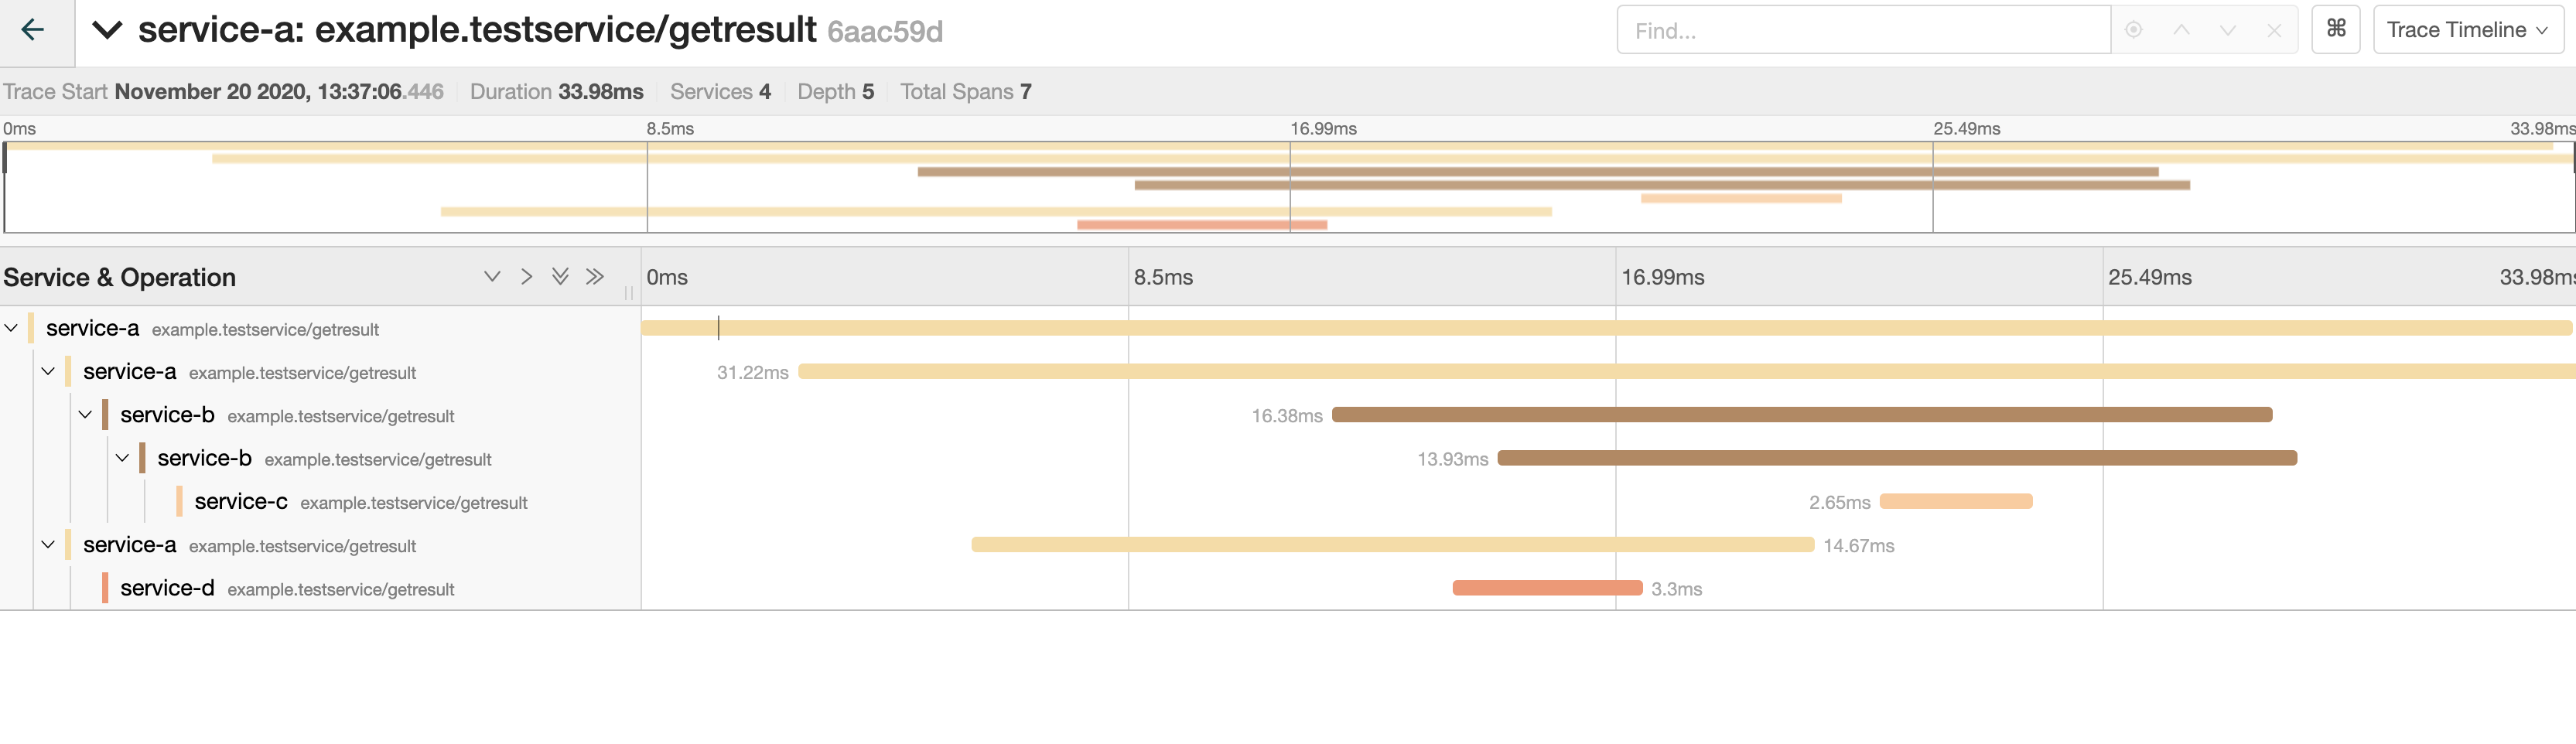 service-a: example.testservice/getresult 6aac59d
Find...
⌘
Trace Timeline
Trace Start November 20 2020, 13:37:06.446 Duration 33.98ms Services 4 Depth 5 Total Spans 7
0ms 8.5ms 16.99ms 25.49ms 33.98ms
Service & Operation 0ms 8.5ms 16.99ms 25.49ms 33.98ms
service-a example.testservice/getresult
service-a example.testservice/getresult 31.22ms
service-b example.testservice/getresult 16.38ms
service-b example.testservice/getresult 13.93ms
service-c example.testservice/getresult 2.65ms
service-a example.testservice/getresult 14.67ms
service-d example.testservice/getresult 3.3ms